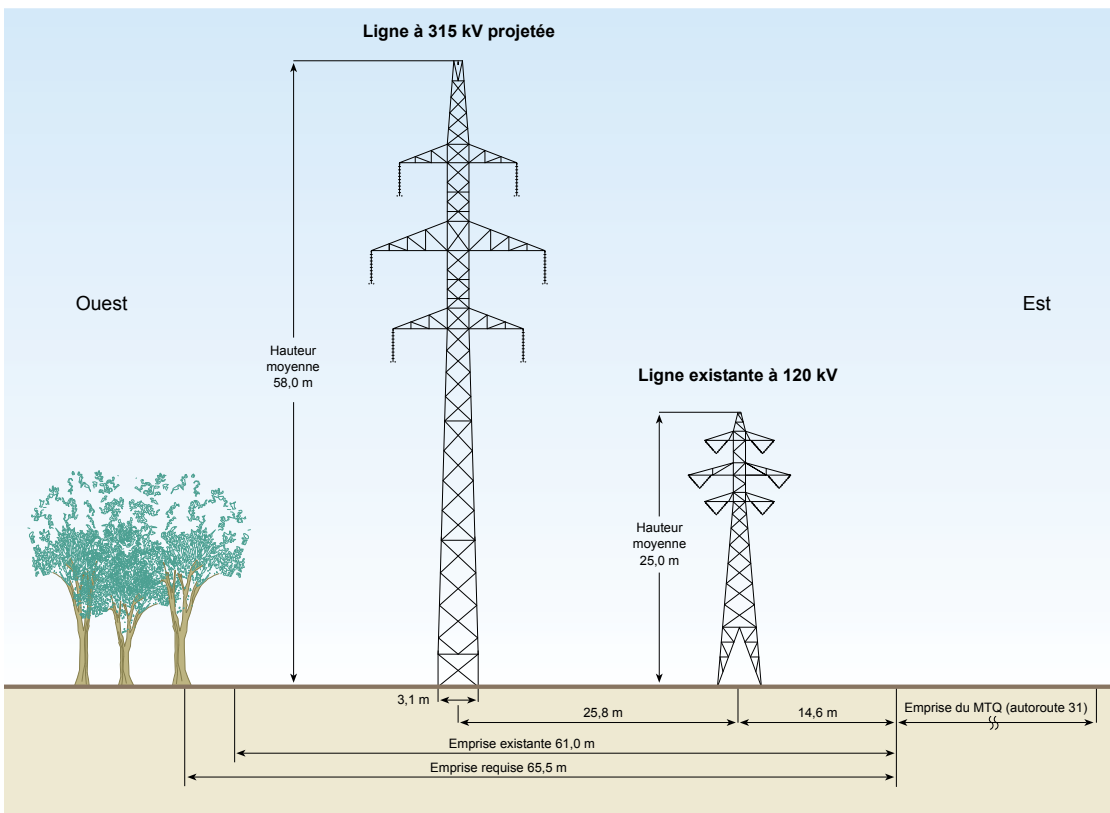 Ligne à 315 kV projetée
Ouest
Est
Hauteur
moyenne
58,0 m
Ligne existante à 120 kV
Hauteur
moyenne
25,0 m
3,1 m
25,8 m
14,6 m
Emprise du MTQ (autoroute 31)
Emprise existante 61,0 m
Emprise requise 65,5 m